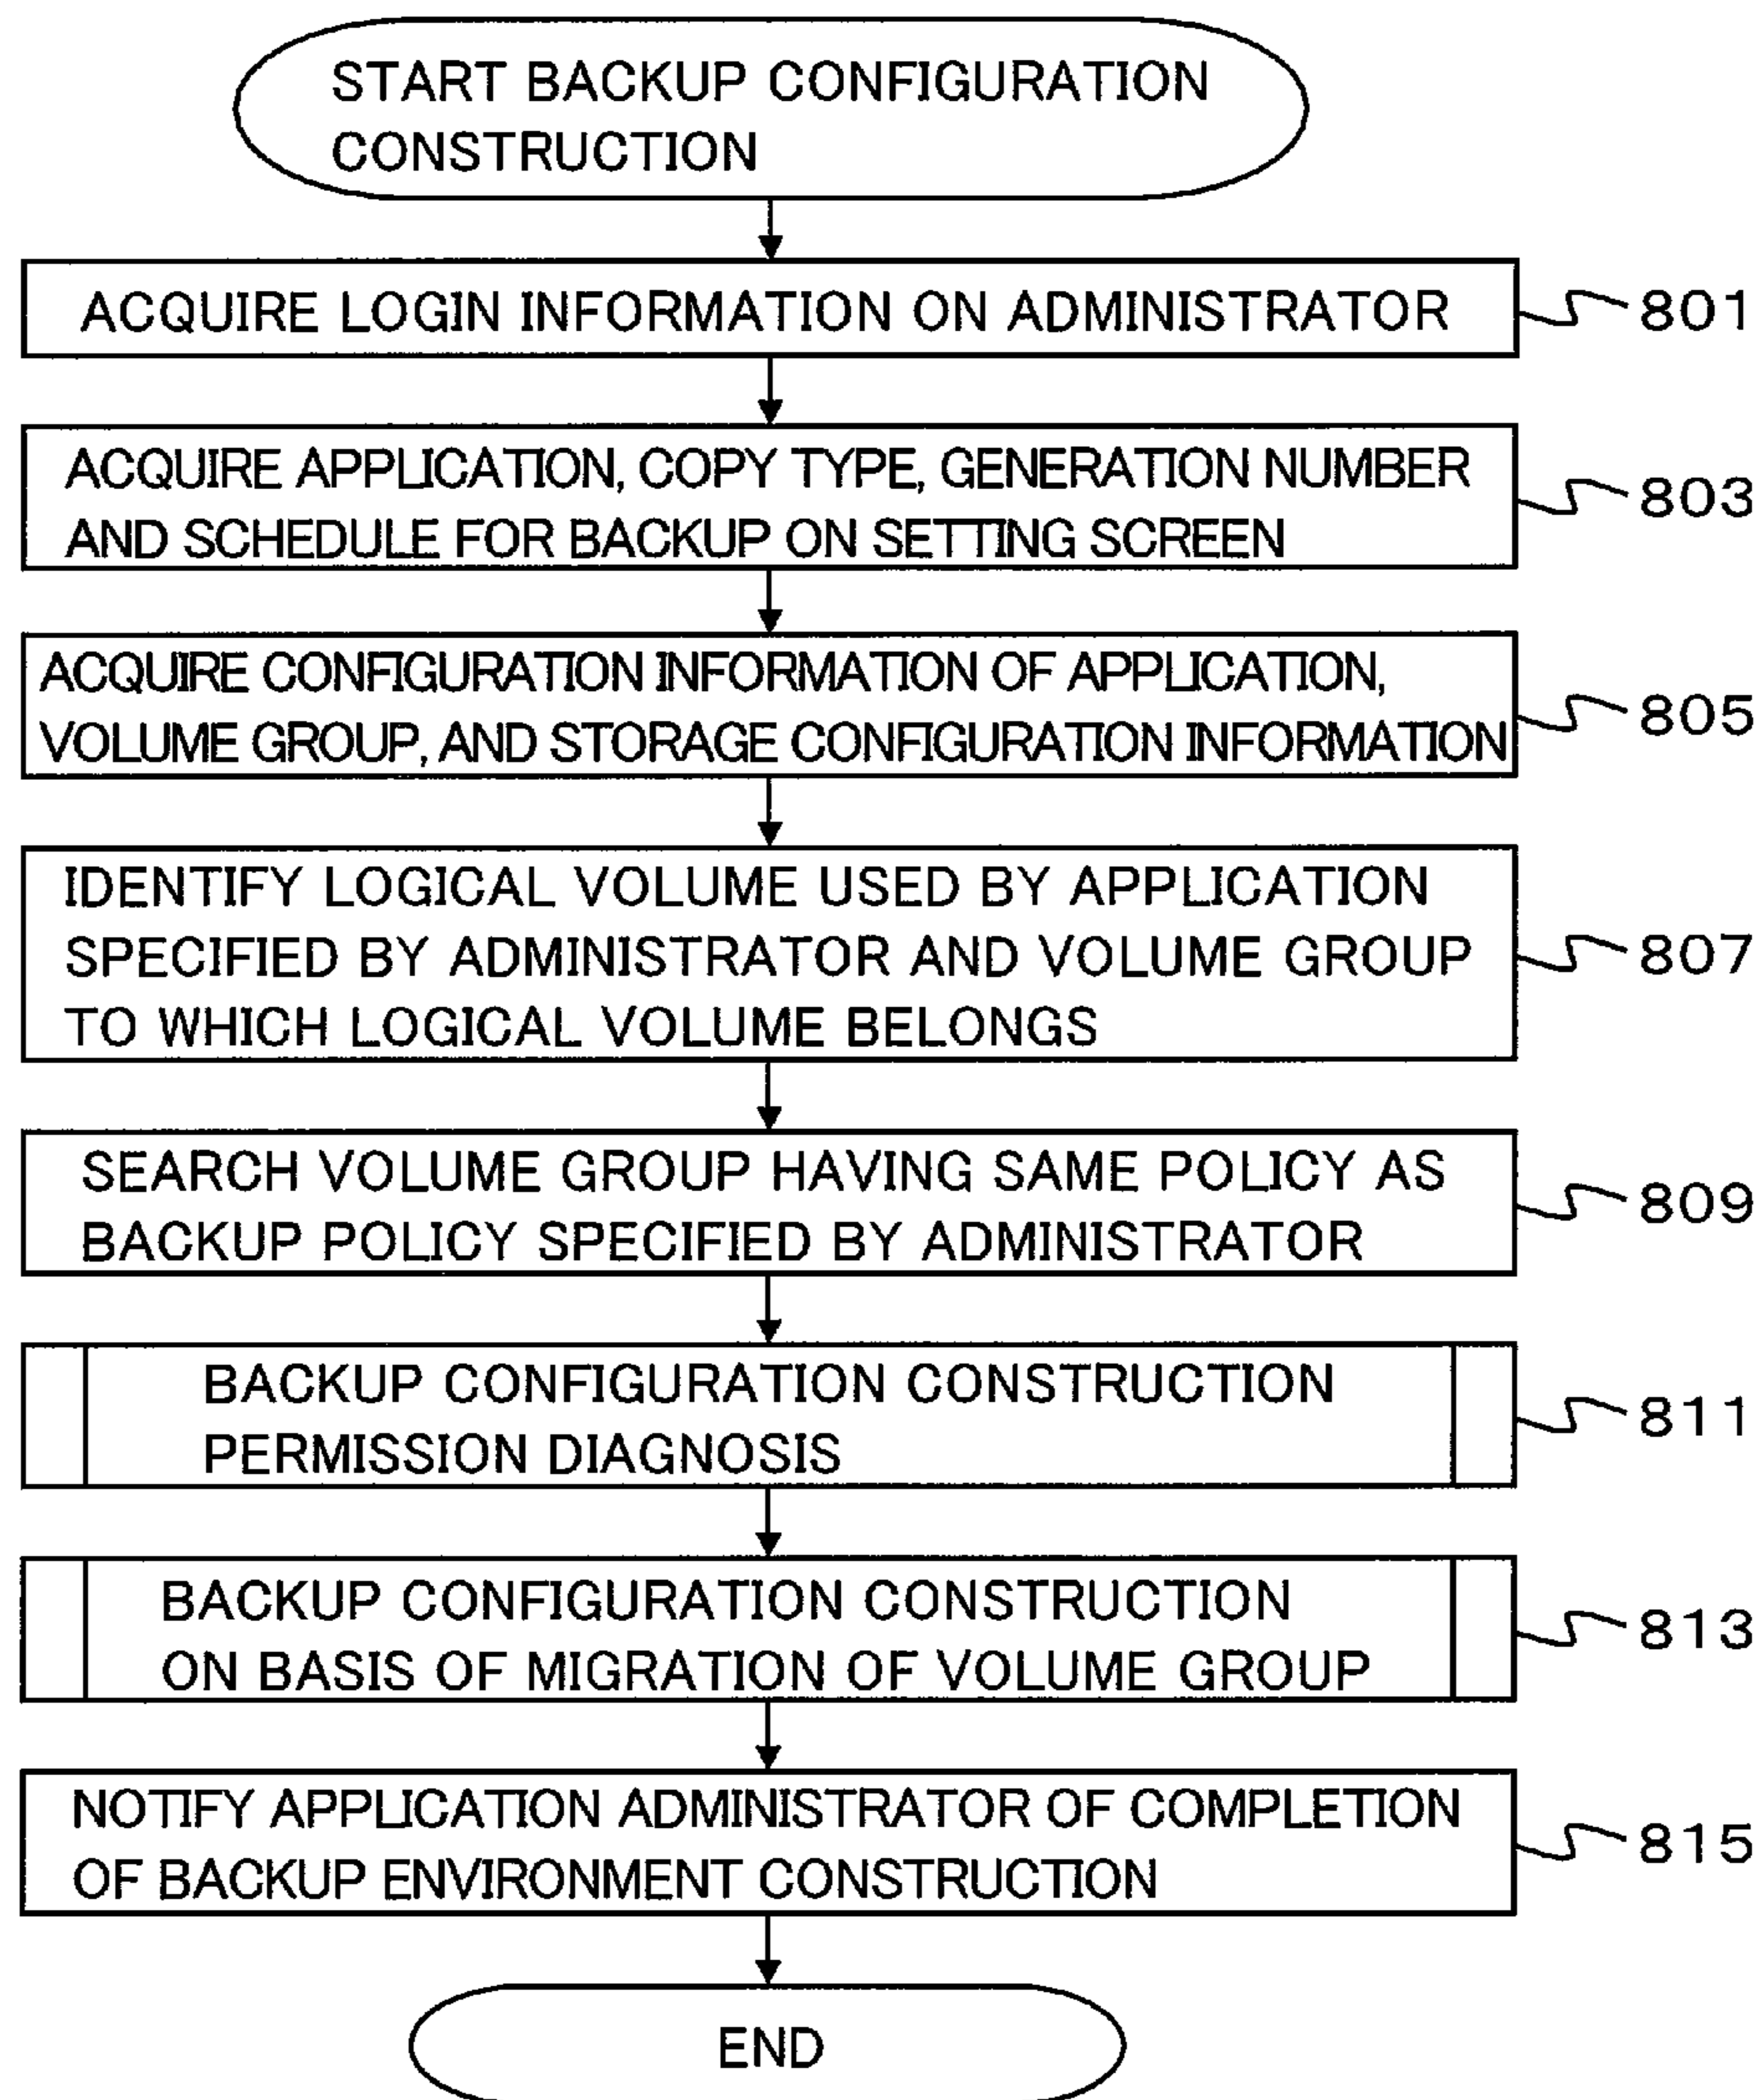 START BACKUP CONFIGURATION
CONSTRUCTION
ACQUIRE LOGIN INFORMATION ON ADMINISTRATOR
801
ACQUIRE APPLICATION, COPY TYPE, GENERATION NUMBER
AND SCHEDULE FOR BACKUP ON SETTING SCREEN
803
ACQUIRE CONFIGURATION INFORMATION OF APPLICATION,
VOLUME GROUP, AND STORAGE CONFIGURATION INFORMATION
805
IDENTIFY LOGICAL VOLUME USED BY APPLICATION
SPECIFIED BY ADMINISTRATOR AND VOLUME GROUP
TO WHICH LOGICAL VOLUME BELONGS
807
SEARCH VOLUME GROUP HAVING SAME POLICY AS
BACKUP POLICY SPECIFIED BY ADMINISTRATOR
809
BACKUP CONFIGURATION CONSTRUCTION
PERMISSION DIAGNOSIS
811
BACKUP CONFIGURATION CONSTRUCTION
ON BASIS OF MIGRATION OF VOLUME GROUP
813
NOTIFY APPLICATION ADMINISTRATOR OF COMPLETION
OF BACKUP ENVIRONMENT CONSTRUCTION
815
END